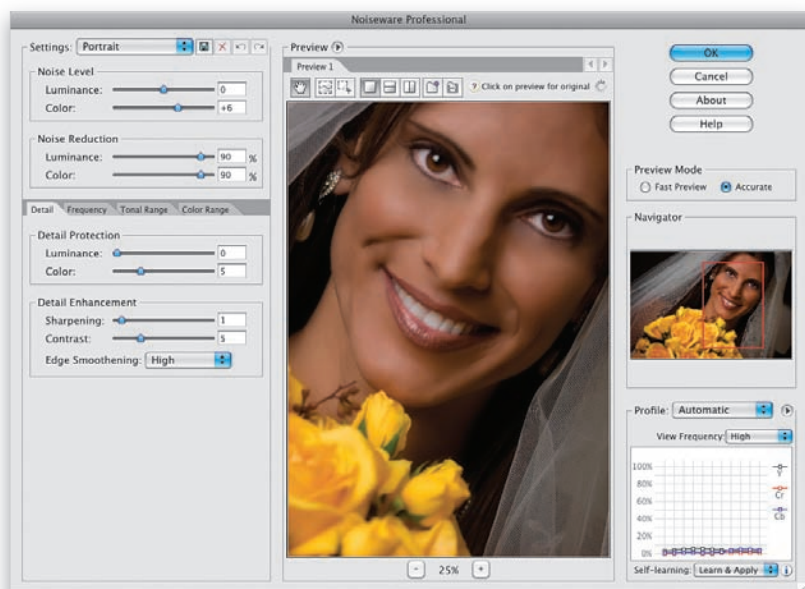 Noiseware Professional
Settings: Portrait
Noise Level
Luminance: 0
Color: +6
Noise Reduction
Luminance: 90 %
Color: 90 %
Detail Frequency Tonal Range Color Range
Detail Protection
Luminance: 0
Color: 5
Detail Enhancement
Sharpening: 1
Contrast: 5
Edge Smoothening: High
Preview
Preview 1
? Click on preview for original
- 25% +
OK
Cancel
About
Help
Preview Mode
Fast Preview Accurate
Navigator
Profile: Automatic
View Frequency: High
100%
80%
60%
40%
20%
0%
Y
Cr
Cb
Self-learning: Learn & Apply i